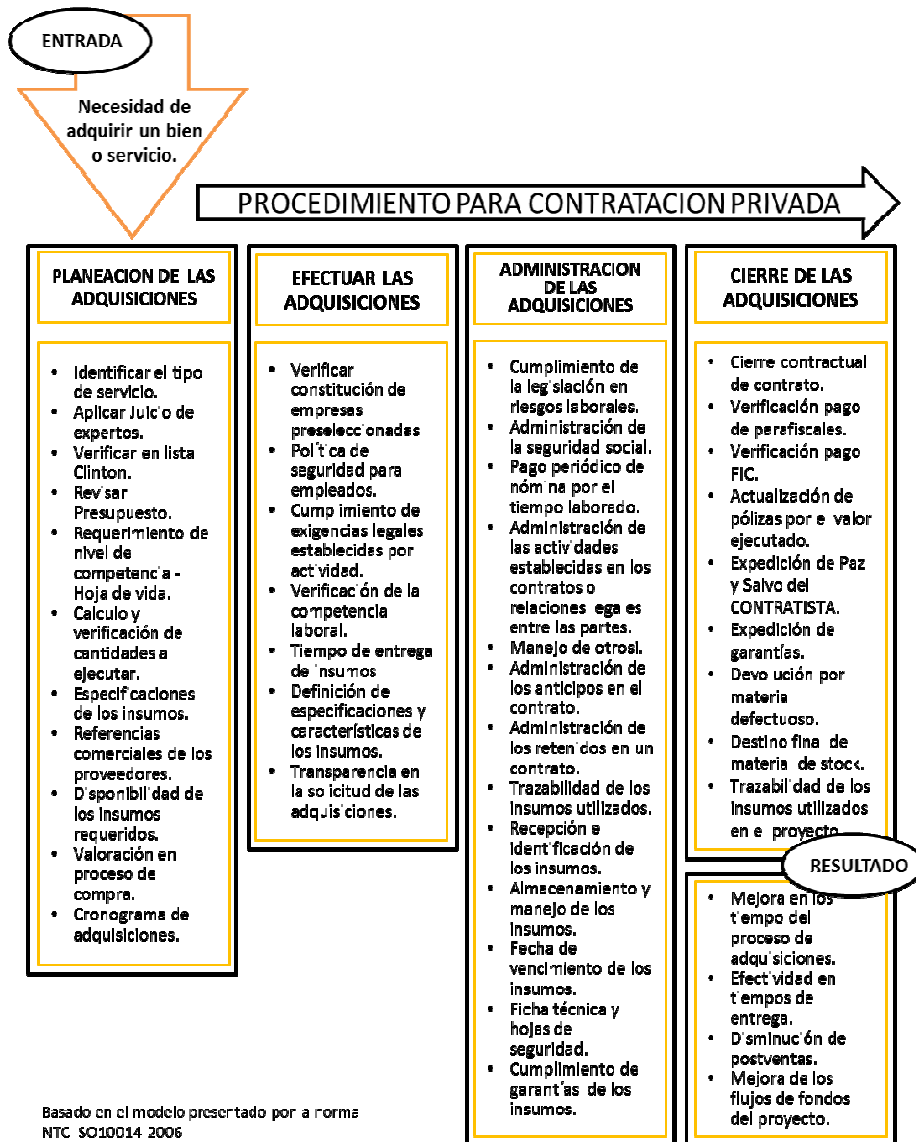 ENTRADA
Necesidad de
adquirir un bien
o servicio.
PROCEDIMIENTO PARA CONTRATACION PRIVADA
PLANEACION DE LAS
ADQUISICIONES
• Identificar el tipo
de servicio.
• Aplicar Juicio de
expertos.
• Verificar en lista
Clinton.
• Revisar
Presupuesto.
• Requerimiento de
nivel de
competencia -
Hoja de vida.
• Calculo y
verificación de
cantidades a
ejecutar.
• Especificaciones
de los insumos.
• Referencias
comerciales de los
proveedores.
• Disponibilidad de
los insumos
requeridos.
• Valoración en
proceso de
compra.
• Cronograma de
adquisiciones.
EFECTUAR LAS
ADQUISICIONES
• Verificar
constitución de
empresas
preseleccionadas
• Política de
seguridad para
empleados.
• Cumplimiento de
exigencias legales
establecidas por
actividad.
• Verificación de la
competencia
laboral.
• Tiempo de entrega
de insumos
• Definición de
especificaciones y
características de
los insumos.
• Transparencia en
la solicitud de las
adquisiciones.
ADMINISTRACION
DE LAS
ADQUISICIONES
• Cumplimiento de
la legislación en
riesgos laborales.
• Administración de
la seguridad social.
• Pago periódico de
nómina por el
tiempo laborado.
• Administración de
las actividades
establecidas en los
contratos o
relaciones legales
entre las partes.
• Manejo de otrosí.
• Administración de
los anticipos en el
contrato.
• Administración de
los retenidos en un
contrato.
• Trazabilidad de los
insumos utilizados.
• Recepción e
identificación de
los insumos.
• Almacenamiento y
manejo de los
insumos.
• Fecha de
vencimiento de los
insumos.
• Ficha técnica y
hojas de
seguridad.
• Cumplimiento de
garantías de los
insumos.
CIERRE DE LAS
ADQUISICIONES
• Cierre contractual
de contrato.
• Verificación pago
de parafiscales.
• Verificación pago
FIC.
• Actualización de
pólizas por el valor
ejecutado.
• Expedición de Paz
y Salvo del
CONTRATISTA.
• Expedición de
garantías.
• Devolución por
material
defectuoso.
• Destino final de
material de stock.
• Trazabilidad de los
insumos utilizados
en el proyecto
RESULTADO
• Mejora en los
tiempo del
proceso de
adquisiciones.
• Efectividad en
tiempos de
entrega.
• Disminución de
postventas.
• Mejora de los
flujos de fondos
del proyecto.
Basado en el modelo presentado por la norma
NTC ISO10014 2006